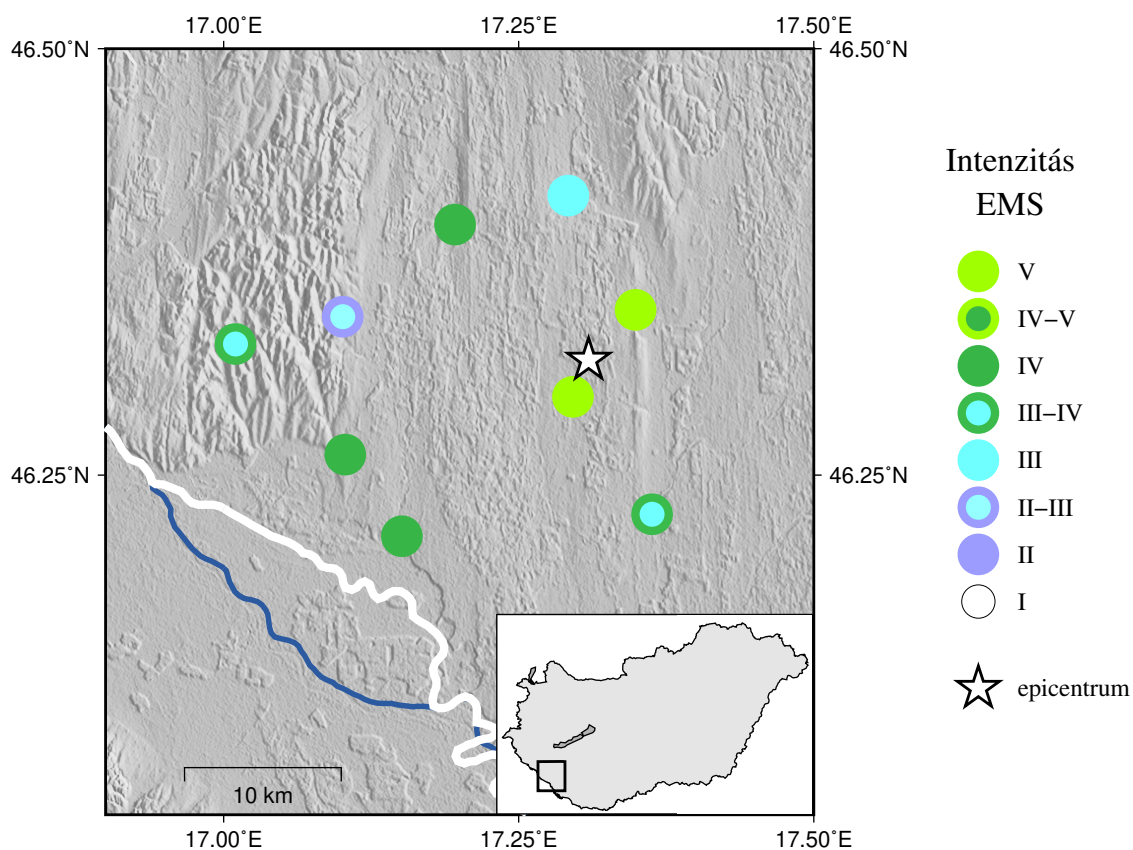 17.00˚E 17.25˚E 17.50˚E
46.50˚N 46.50˚N
Intenzitás
EMS
V
IV–V
IV
III–IV
III
46.25˚N 46.25˚N
II–III
II
I
epicentrum
10 km
17.00˚E 17.25˚E 17.50˚E